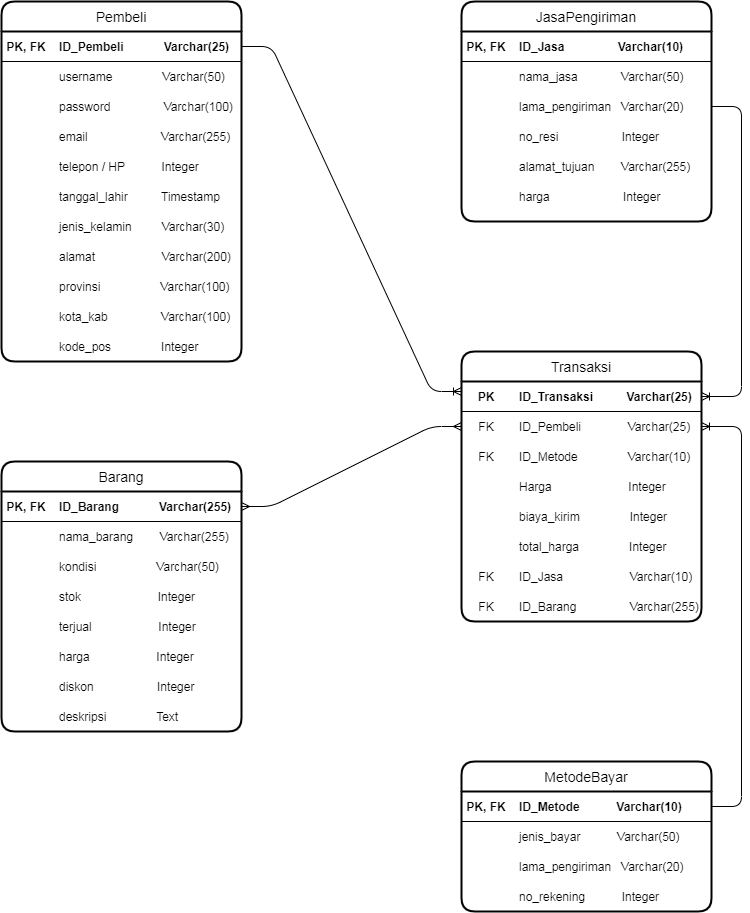 Pembeli
PK, FK ID_Pembeli Varchar(25)
username Varchar(50)
password Varchar(100)
email Varchar(255)
telepon / HP Integer
tanggal_lahir Timestamp
jenis_kelamin Varchar(30)
alamat Varchar(200)
provinsi Varchar(100)
kota_kab Varchar(100)
kode_pos Integer
JasaPengiriman
PK, FK ID_Jasa Varchar(10)
nama_jasa Varchar(50)
lama_pengiriman Varchar(20)
no_resi Integer
alamat_tujuan Varchar(255)
harga Integer
Transaksi
PK ID_Transaksi Varchar(25)
FK ID_Pembeli Varchar(25)
FK ID_Metode Varchar(10)
Harga Integer
biaya_kirim Integer
total_harga Integer
FK ID_Jasa Varchar(10)
FK ID_Barang Varchar(255)
Barang
PK, FK ID_Barang Varchar(255)
nama_barang Varchar(255)
kondisi Varchar(50)
stok Integer
terjual Integer
harga Integer
diskon Integer
deskripsi Text
MetodeBayar
PK, FK ID_Metode Varchar(10)
jenis_bayar Varchar(50)
lama_pengiriman Varchar(20)
no_rekening Integer